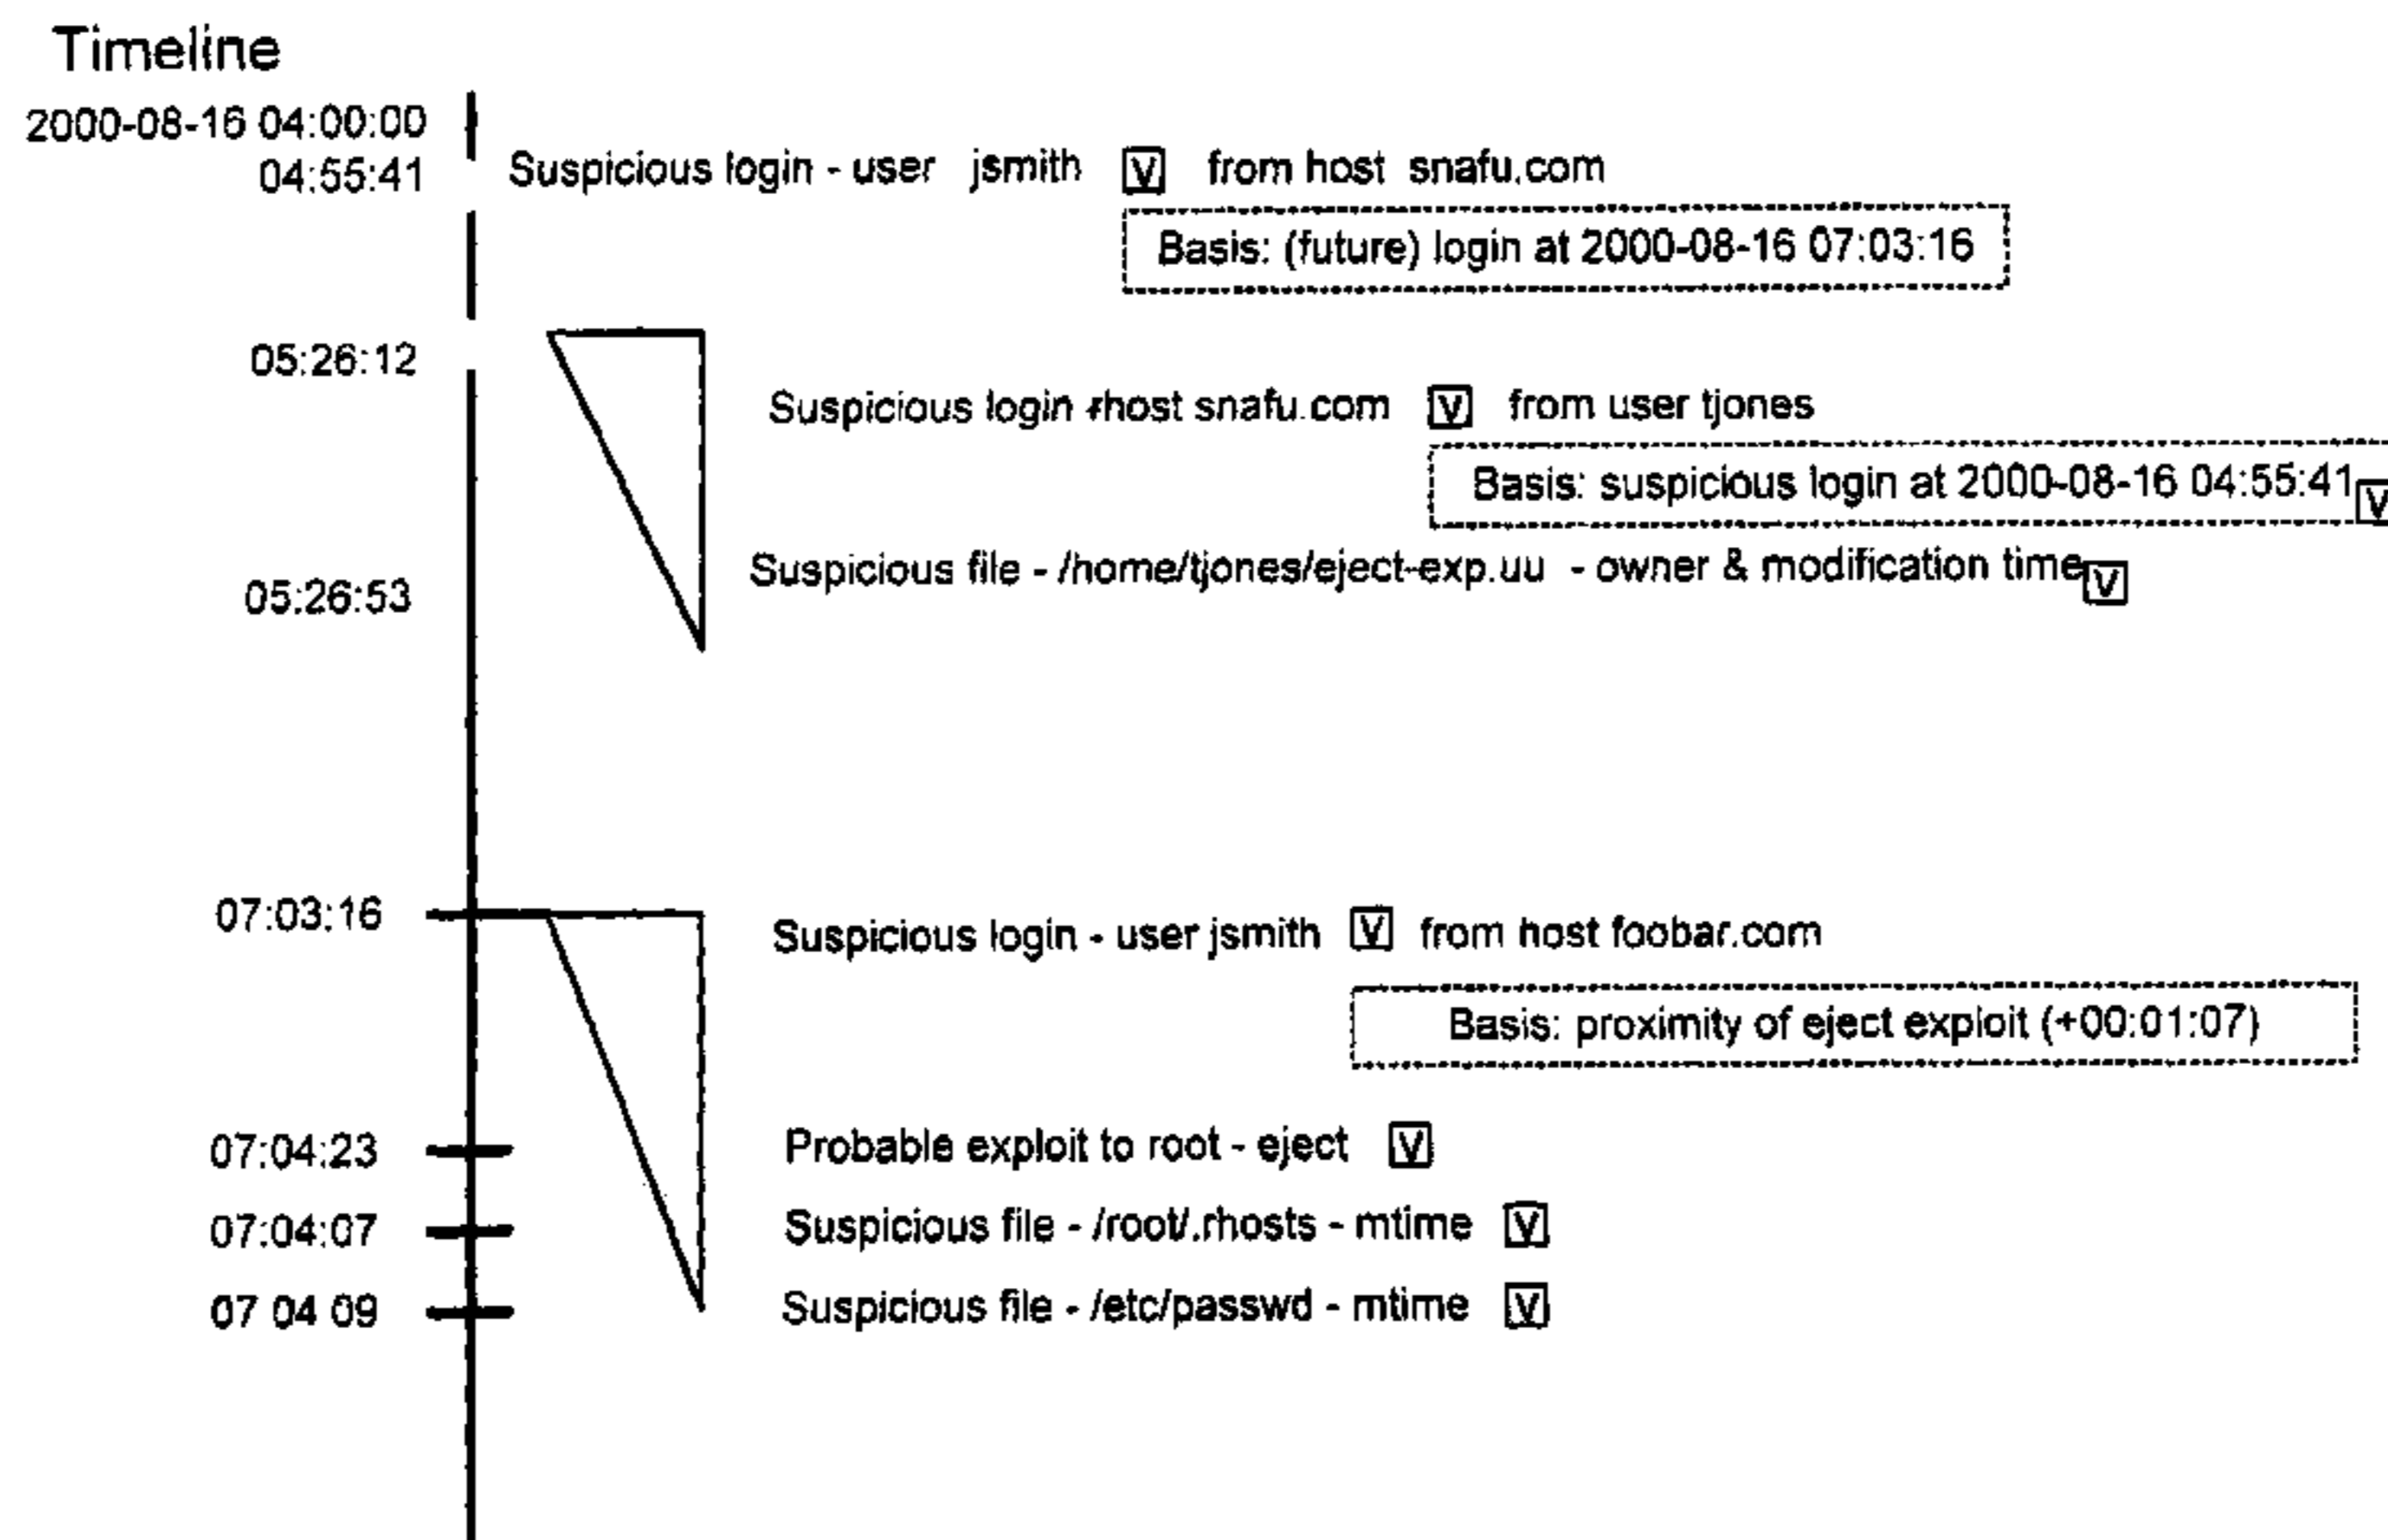 Timeline
2000-08-16 04:00:00
04:55:41 Suspicious login - user jsmith V from host snafu.com
Basis: (future) login at 2000-08-16 07:03:16
05:26:12
Suspicious login -rhost snafu.com V from user tjones
Basis: suspicious login at 2000-08-16 04:55:41 V
05:26:53 Suspicious file - /home/tjones/eject-exp.uu - owner & modification time V
07:03:16 Suspicious login - user jsmith V from host foobar.com
Basis: proximity of eject exploit (+00:01:07)
07:04:23 Probable exploit to root - eject V
07:04:07 Suspicious file - /root/.rhosts - mtime V
07 04 09 Suspicious file - /etc/passwd - mtime V